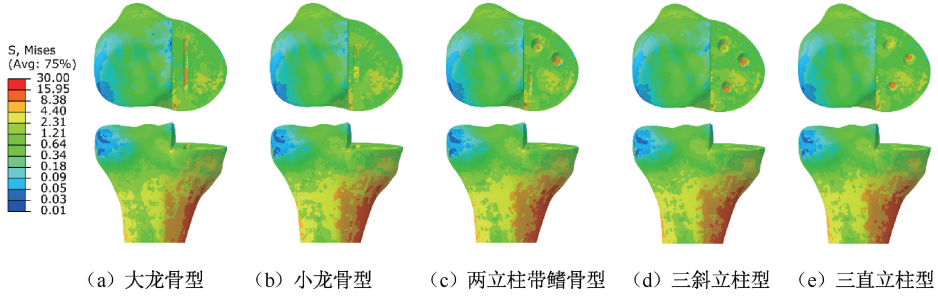 S, Mises
(Avg: 75%)
30.00
15.95
8.38
4.40
2.31
1.21
0.64
0.34
0.18
0.09
0.05
0.03
0.01
（a）大龙骨型
（b）小龙骨型
（c）两立柱带鳍骨型
（d）三斜立柱型
（e）三直立柱型